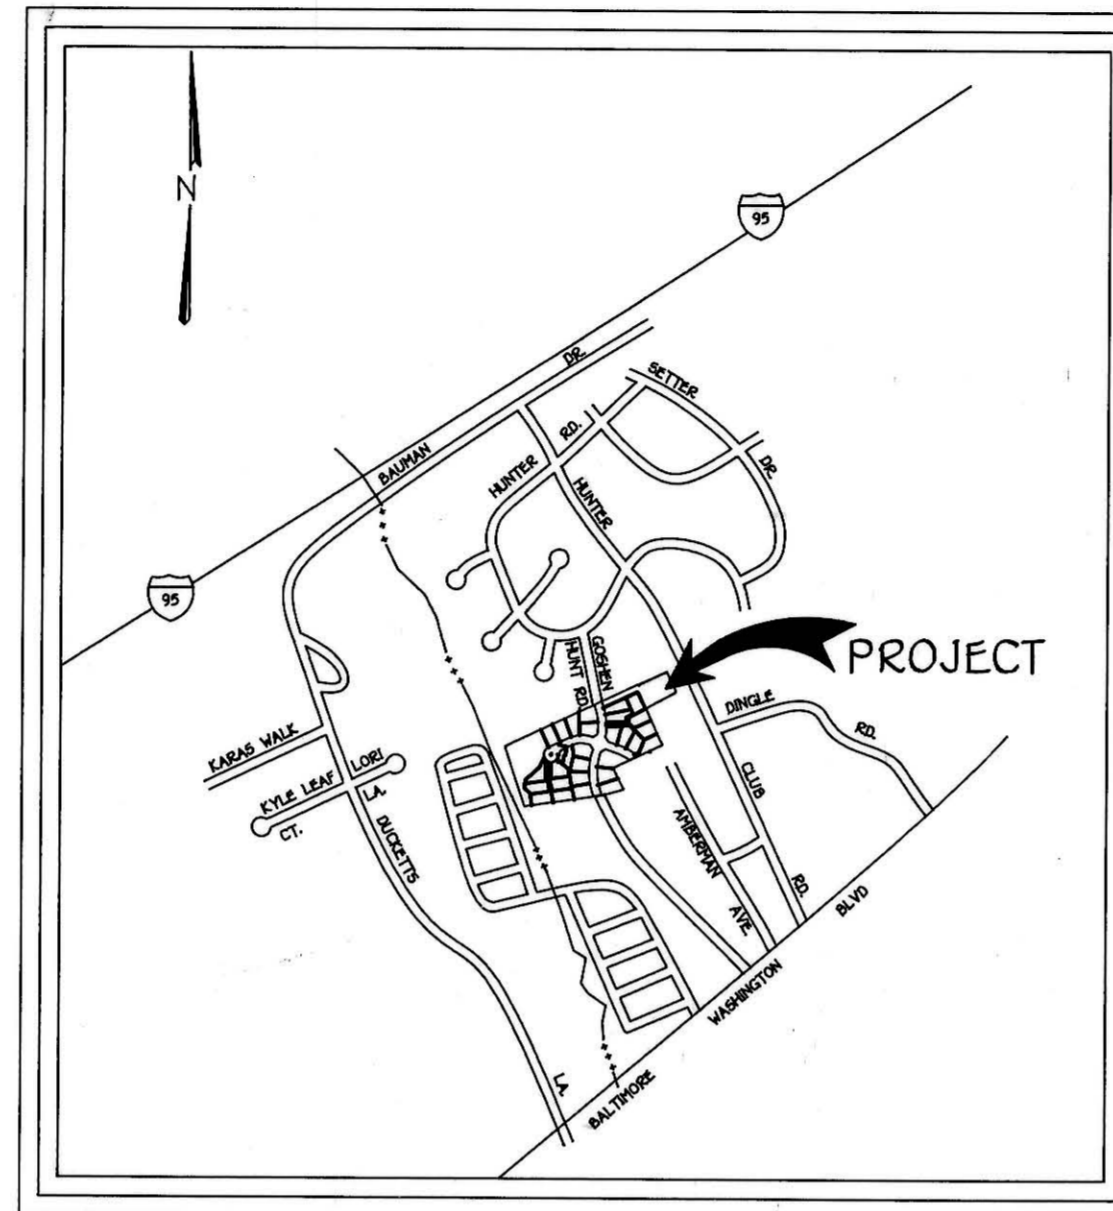 N
95
DR.
SETTER
BAUMAN
RD.
HUNTER
DR.
HUNTER
95
GOSHEN
HUNT RD.
PROJECT
DINGLE
RD.
KARAS WALK
LORI
LA.
KYLE LEAF
CT.
CLUB
DUCKETTS
AMBERMAN
AVE.
RD.
BLVD
WASHINGTON
LA.
BALTIMORE